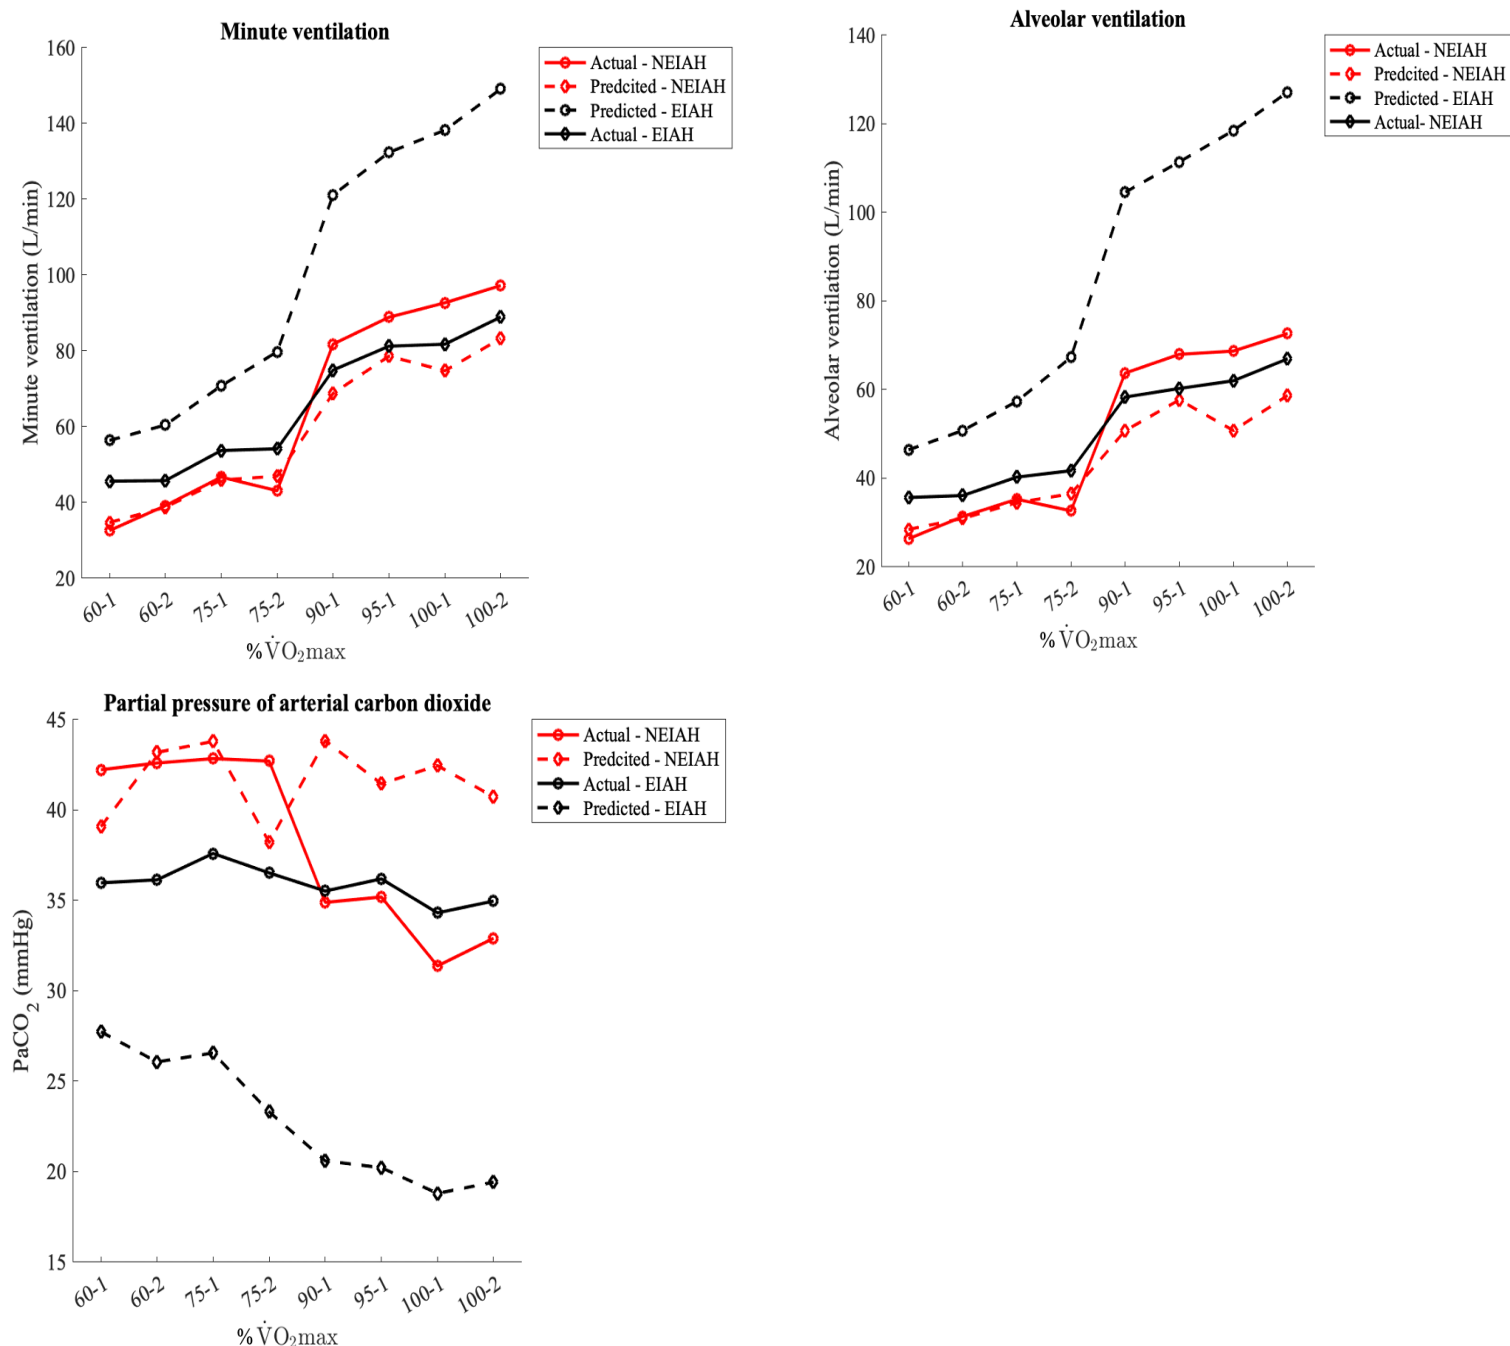 Minute ventilation
160
140
120
100
80
60
40
20
Minute ventilation (L/min)
60-1
60-2
75-1
75-2
90-1
95-1
100-1
100-2
%V̇O₂max
Actual - NEIAH
Predcited - NEIAH
Predicted - EIAH
Actual - EIAH
Alveolar ventilation
140
120
100
80
60
40
20
Alveolar ventilation (L/min)
60-1
60-2
75-1
75-2
90-1
95-1
100-1
100-2
%V̇O₂max
Actual - NEIAH
Predcited - NEIAH
Predicted - EIAH
Actual- NEIAH
Partial pressure of arterial carbon dioxide
45
40
35
30
25
20
15
PaCO₂ (mmHg)
60-1
60-2
75-1
75-2
90-1
95-1
100-1
100-2
%V̇O₂max
Actual - NEIAH
Predcited - NEIAH
Actual - EIAH
Predicted - EIAH